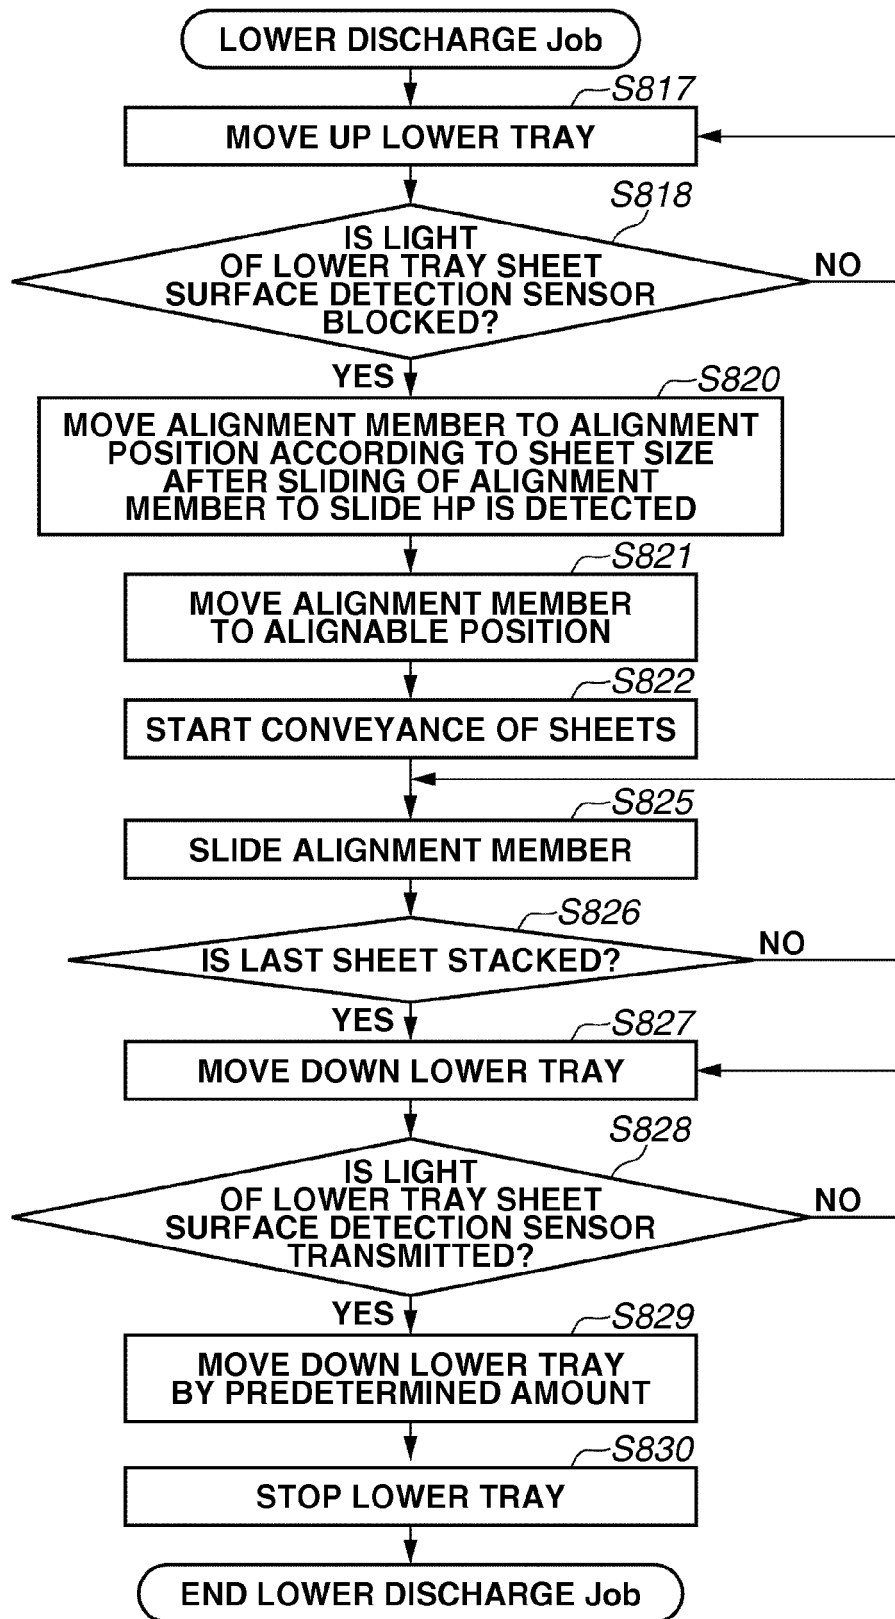 LOWER DISCHARGE Job
S817
MOVE UP LOWER TRAY
S818
IS LIGHT
OF LOWER TRAY SHEET
SURFACE DETECTION SENSOR
BLOCKED?
NO
YES
S820
MOVE ALIGNMENT MEMBER TO ALIGNMENT
POSITION ACCORDING TO SHEET SIZE
AFTER SLIDING OF ALIGNMENT
MEMBER TO SLIDE HP IS DETECTED
S821
MOVE ALIGNMENT MEMBER
TO ALIGNABLE POSITION
S822
START CONVEYANCE OF SHEETS
S825
SLIDE ALIGNMENT MEMBER
S826
IS LAST SHEET STACKED?
NO
YES
S827
MOVE DOWN LOWER TRAY
S828
IS LIGHT
OF LOWER TRAY SHEET
SURFACE DETECTION SENSOR
TRANSMITTED?
NO
YES
S829
MOVE DOWN LOWER TRAY
BY PREDETERMINED AMOUNT
S830
STOP LOWER TRAY
END LOWER DISCHARGE Job